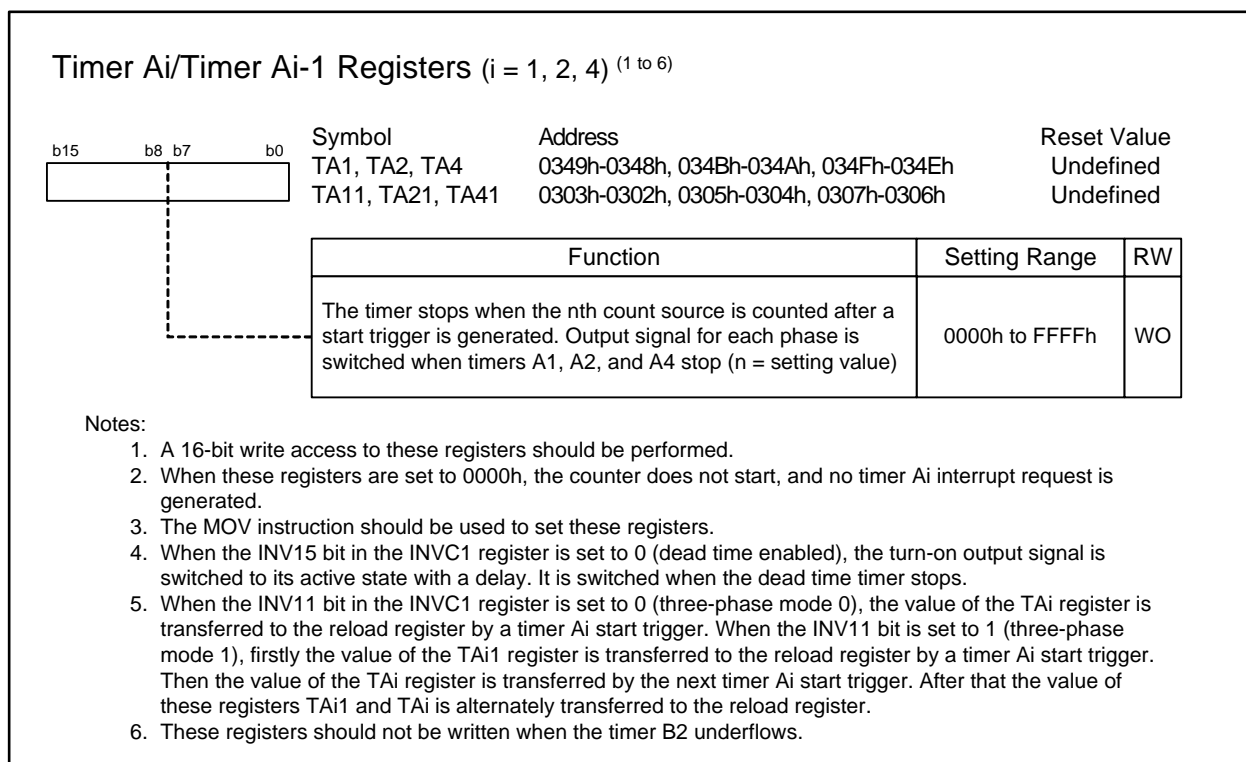 Timer Ai/Timer Ai-1 Registers (i = 1, 2, 4) (1 to 6)
b15 b8 b7 b0
Symbol Address Reset Value
TA1, TA2, TA4 0349h-0348h, 034Bh-034Ah, 034Fh-034Eh Undefined
TA11, TA21, TA41 0303h-0302h, 0305h-0304h, 0307h-0306h Undefined
Function Setting Range RW
The timer stops when the nth count source is counted after a
start trigger is generated. Output signal for each phase is
switched when timers A1, A2, and A4 stop (n = setting value)
0000h to FFFFh WO
Notes:
1. A 16-bit write access to these registers should be performed.
2. When these registers are set to 0000h, the counter does not start, and no timer Ai interrupt request is
generated.
3. The MOV instruction should be used to set these registers.
4. When the INV15 bit in the INVC1 register is set to 0 (dead time enabled), the turn-on output signal is
switched to its active state with a delay. It is switched when the dead time timer stops.
5. When the INV11 bit in the INVC1 register is set to 0 (three-phase mode 0), the value of the TAi register is
transferred to the reload register by a timer Ai start trigger. When the INV11 bit is set to 1 (three-phase
mode 1), firstly the value of the TAi1 register is transferred to the reload register by a timer Ai start trigger.
Then the value of the TAi register is transferred by the next timer Ai start trigger. After that the value of
these registers TAi1 and TAi is alternately transferred to the reload register.
6. These registers should not be written when the timer B2 underflows.